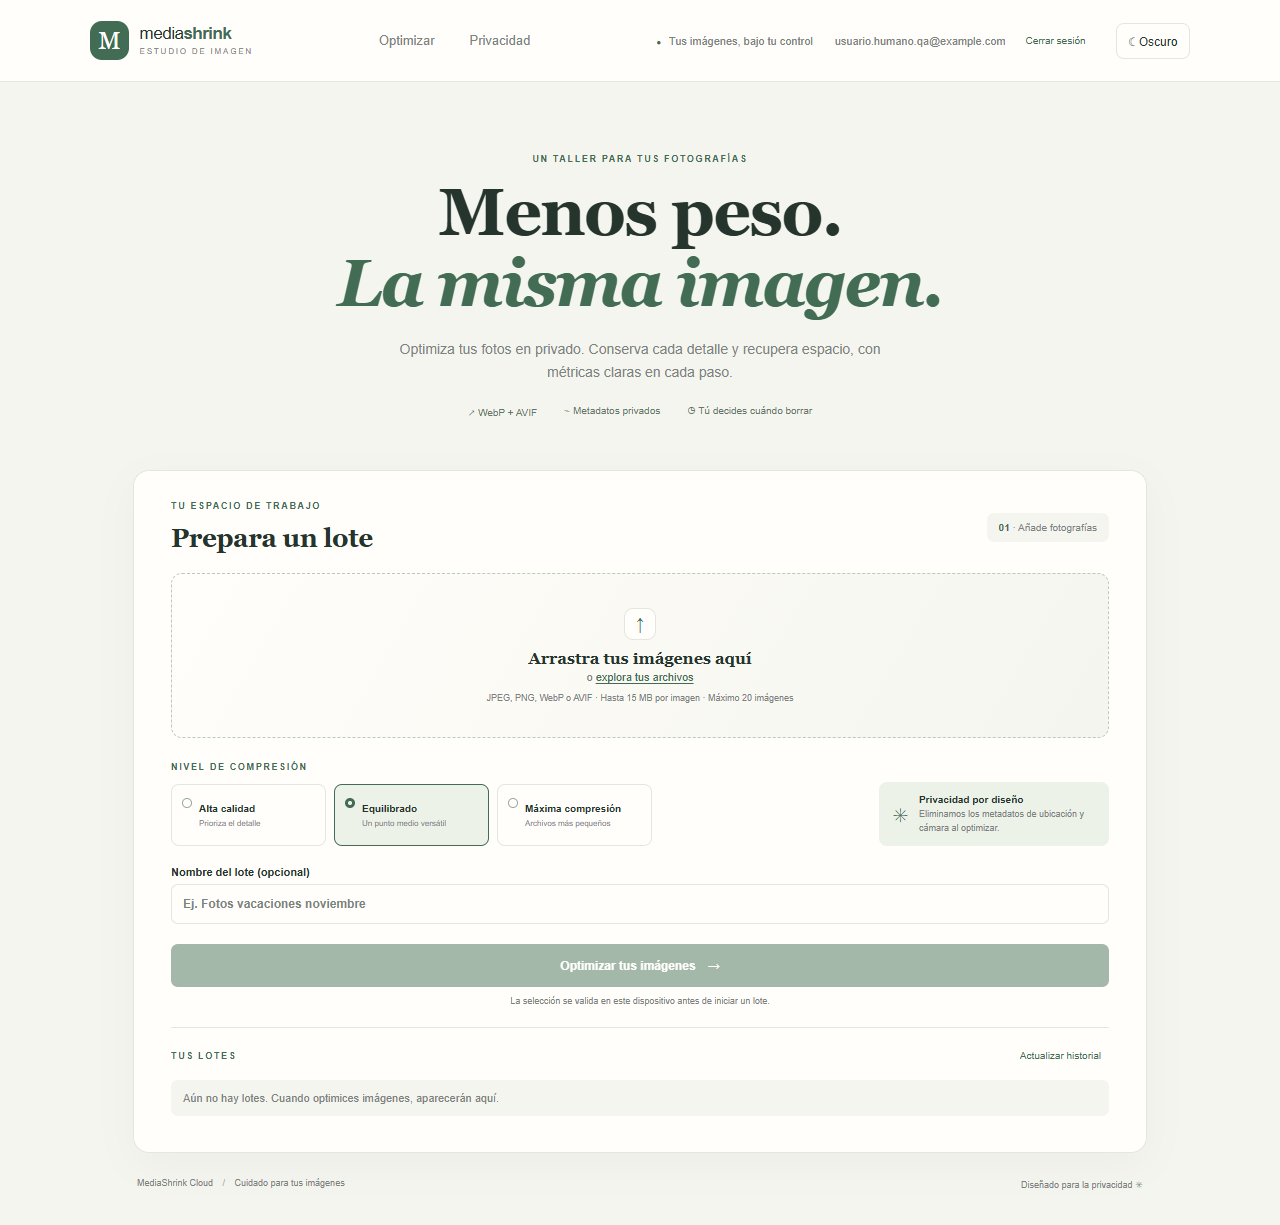 M mediashrink
ESTUDIO DE IMAGEN
Optimizar
Privacidad
• Tus imágenes, bajo tu control
usuario.humano.qa@example.com
Cerrar sesión
☾ Oscuro
UN TALLER PARA TUS FOTOGRAFÍAS
Menos peso.
La misma imagen.
Optimiza tus fotos en privado. Conserva cada detalle y recupera espacio, con
métricas claras en cada paso.
↗ WebP + AVIF
~ Metadatos privados
◷ Tú decides cuándo borrar
TU ESPACIO DE TRABAJO
Prepara un lote
01 · Añade fotografías
↑
Arrastra tus imágenes aquí
o explora tus archivos
JPEG, PNG, WebP o AVIF · Hasta 15 MB por imagen · Máximo 20 imágenes
NIVEL DE COMPRESIÓN
Alta calidad
Prioriza el detalle
Equilibrado
Un punto medio versátil
Máxima compresión
Archivos más pequeños
Privacidad por diseño
Eliminamos los metadatos de ubicación y
cámara al optimizar.
Nombre del lote (opcional)
Ej. Fotos vacaciones noviembre
Optimizar tus imágenes →
La selección se valida en este dispositivo antes de iniciar un lote.
TUS LOTES
Actualizar historial
Aún no hay lotes. Cuando optimices imágenes, aparecerán aquí.
MediaShrink Cloud / Cuidado para tus imágenes
Diseñado para la privacidad ✳